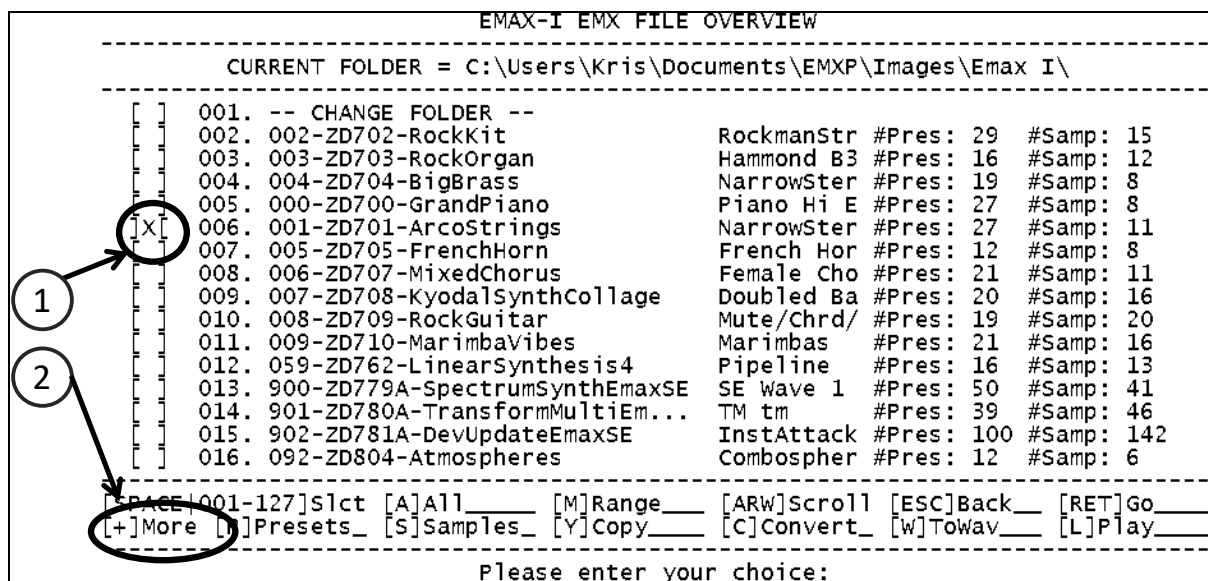 EMAX-I EMX FILE OVERVIEW
CURRENT FOLDER = C:\Users\Kris\Documents\EMXP\Images\Emax I\
[ ] 001. -- CHANGE FOLDER --
[ ] 002. 002-ZD702-RockKit RockmanStr #Pres: 29 #Samp: 15
[ ] 003. 003-ZD703-RockOrgan Hammond B3 #Pres: 16 #Samp: 12
[ ] 004. 004-ZD704-BigBrass NarrowSter #Pres: 19 #Samp: 8
[ ] 005. 000-ZD700-GrandPiano Piano Hi E #Pres: 27 #Samp: 8
]X[ 006. 001-ZD701-ArcoStrings NarrowSter #Pres: 27 #Samp: 11
[ ] 007. 005-ZD705-FrenchHorn French Hor #Pres: 12 #Samp: 8
[ ] 008. 006-ZD707-MixedChorus Female Cho #Pres: 21 #Samp: 11
1
[ ] 009. 007-ZD708-KyodalSynthCollage Doubled Ba #Pres: 20 #Samp: 16
[ ] 010. 008-ZD709-RockGuitar Mute/Chrd/ #Pres: 19 #Samp: 20
[ ] 011. 009-ZD710-MarimbaVibes Marimbas #Pres: 21 #Samp: 16
[ ] 012. 059-ZD762-LinearSynthesis4 Pipeline #Pres: 16 #Samp: 13
2
[ ] 013. 900-ZD779A-SpectrumSynthEmaxSE SE Wave 1 #Pres: 50 #Samp: 41
[ ] 014. 901-ZD780A-TransformMultiEm... TM tm #Pres: 39 #Samp: 46
[ ] 015. 902-ZD781A-DevUpdateEmaxSE InstAttack #Pres: 100 #Samp: 142
[ ] 016. 092-ZD804-Atmospheres Combospher #Pres: 12 #Samp: 6
[SPACE|001-127]Slct [A]All______ [M]Range____ [ARW]Scroll [ESC]Back__ [RET]Go____
[+]More [P]Presets_ [S]Samples_ [Y]Copy_____ [C]Convert_ [W]ToWav___ [L]Play____
Please enter your choice: